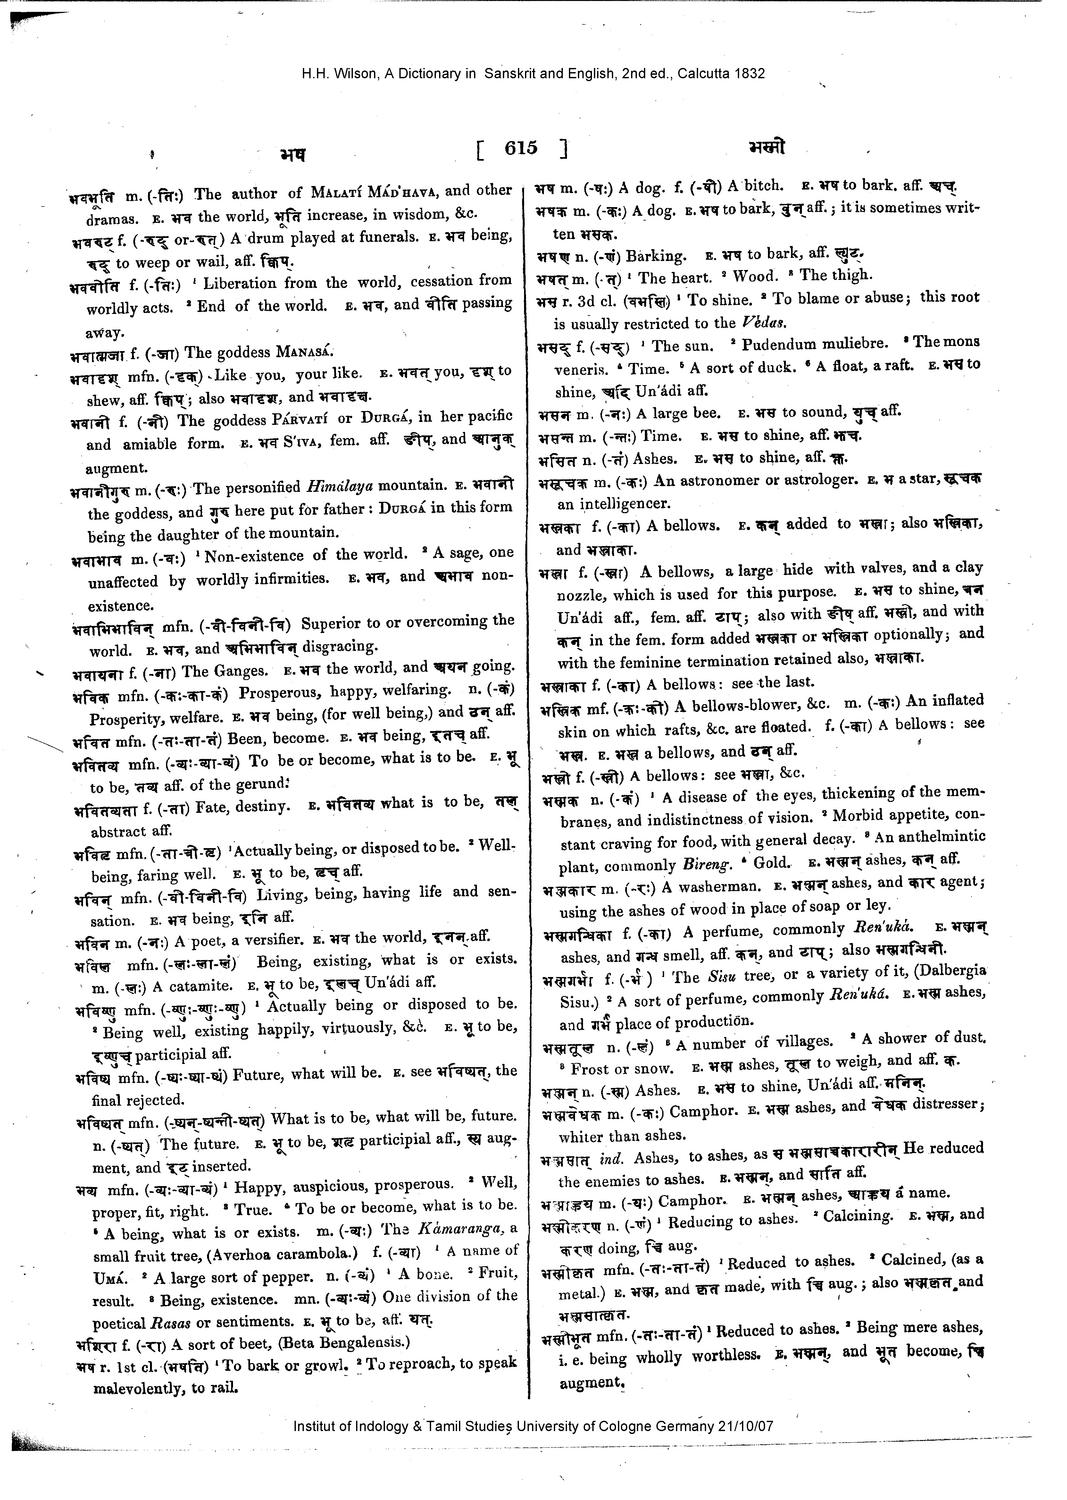 H.H. Wilson, A Dictionary in Sanskrit and English, 2nd ed., Calcutta 1832
भष [ 615 ] भस्मी
भवभूति m. (-तिः) The author of MALATÍ MÁD'HAVA, and other
dramas. E. भव the world, भूति increase, in wisdom, &c.
भवरुद् f. (-रुद् or-रुत्) A drum played at funerals. E. भव being,
रुद् to weep or wail, aff. क्विप्.
भववीति f. (-तिः) ¹ Liberation from the world, cessation from
worldly acts. ² End of the world. E. भव, and वीति passing
away.
भवात्मजा f. (-जा) The goddess MANASÁ.
भवादृश् mfn. (-दृक्) Like you, your like. E. भवत् you, दृश् to
shew, aff. क्विप्; also भवादृश, and भवादृक्ष.
भवानी f. (-नी) The goddess PÁRVATÍ or DURGÁ, in her pacific
and amiable form. E. भव S'IVA, fem. aff. ङीप्, and आनुक्
augment.
भवानीगुरु m. (-रुः) The personified Himálaya mountain. E. भवानी
the goddess, and गुरु here put for father : DURGÁ in this form
being the daughter of the mountain.
भवाभाव m. (-वः) ¹ Non-existence of the world. ² A sage, one
unaffected by worldly infirmities. E. भव, and अभाव non-
existence.
भवाभिभाविन् mfn. (-वी-विनी-वि) Superior to or overcoming the
world. E. भव, and अभिभाविन् disgracing.
भवायना f. (-ना) The Ganges. E. भव the world, and अयन going.
भविक mfn. (-कः-का-कं) Prosperous, happy, welfaring. n. (-कं)
Prosperity, welfare. E. भव being, (for well being,) and ठन् aff.
भवित mfn. (-तः-ता-तं) Been, become. E. भव being, इतच् aff.
भवितव्य mfn. (-व्यः-व्या-व्यं) To be or become, what is to be. E. भू
to be, तव्य aff. of the gerund.
भवितव्यता f. (-ता) Fate, destiny. E. भवितव्य what is to be, तल्
abstract aff.
भवितृ mfn. (-ता-त्री-तृ) ¹Actually being, or disposed to be. ² Well-
being, faring well. E. भू to be, तृच् aff.
भविन् mfn. (-वी-विनी-वि) Living, being, having life and sen-
sation. E. भव being, इनि aff.
भविन m. (-नः) A poet, a versifier. E. भव the world, इनन् aff.
भविल mfn. (-लः-ला-लं) Being, existing, what is or exists.
m. (-लः) A catamite. E. भू to be, इलच् Un'ádi aff.
भविष्णु mfn. (-ष्णुः-ष्णुः-ष्णु) ¹ Actually being or disposed to be.
² Being well, existing happily, virtuously, &c. E. भू to be,
इष्णुच् participial aff.
भविष्य mfn. (-ष्यः-ष्या-ष्यं) Future, what will be. E. see भविष्यत्, the
final rejected.
भविष्यत् mfn. (-ष्यन्-ष्यन्ती-ष्यत्) What is to be, what will be, future.
n. (-ष्यत्) The future. E. भू to be, शतृ participial aff., स्य aug-
ment, and इट् inserted.
भव्य mfn. (-व्यः-व्या-व्यं) ¹ Happy, auspicious, prosperous. ² Well,
proper, fit, right. ³ True. ⁴ To be or become, what is to be.
⁵ A being, what is or exists. m. (-व्यः) The Kámaranga, a
small fruit tree, (Averhoa carambola.) f. (-व्या) ¹ A name of
UMÁ. ² A large sort of pepper. n. (-व्यं) ¹ A bone. ² Fruit,
result. ³ Being, existence. mn. (-व्यः-व्यं) One division of the
poetical Rasas or sentiments. E. भू to be, aff. यत्.
भशिरा f. (-रा) A sort of beet, (Beta Bengalensis.)
भष r. 1st cl. (भषति) ¹To bark or growl. ² To reproach, to speak
malevolently, to rail.
भष m. (-षः) A dog. f. (-षी) A bitch. E. भष to bark. aff. अच्.
भषक m. (-कः) A dog. E. भष to bark, वुन् aff. ; it is sometimes writ-
ten भसक.
भषण n. (-णं) Barking. E. भष to bark, aff. ल्युट.
भषत् m. (-त्) ¹ The heart. ² Wood. ³ The thigh.
भस r. 3d cl. (वभस्ति) ¹ To shine. ² To blame or abuse; this root
is usually restricted to the Védas.
भसद् f. (-सद्) ¹ The sun. ² Pudendum muliebre. ³ The mons
veneris. ⁴ Time. ⁵ A sort of duck. ⁶ A float, a raft. E. भस to
shine, अदि Un'ádi aff.
भसन m. (-नः) A large bee. E. भस to sound, युच् aff.
भसन्त m. (-न्तः) Time. E. भस to shine, aff. झच्.
भसित n. (-तं) Ashes. E. भस to shine, aff. क्त.
भसूचक m. (-कः) An astronomer or astrologer. E. भ a star, सूचक
an intelligencer.
भस्त्रका f. (-का) A bellows. E. कन् added to भस्त्रा; also भस्त्रिका,
and भस्त्राका.
भस्त्रा f. (-स्त्रा) A bellows, a large hide with valves, and a clay
nozzle, which is used for this purpose. E. भस to shine, त्रन
Un'ádi aff., fem. aff. टाप्; also with ङीष् aff. भस्त्री, and with
कन् in the fem. form added भस्त्रका or भस्त्रिका optionally; and
with the feminine termination retained also, भस्त्राका.
भस्त्राका f. (-का) A bellows: see the last.
भस्त्रिक mf. (-कः-की) A bellows-blower, &c. m. (-कः) An inflated
skin on which rafts, &c. are floated. f. (-का) A bellows: see
भस्त्र. E. भस्त्र a bellows, and ठन् aff.
भस्त्री f. (-स्त्री) A bellows: see भस्त्रा, &c.
भस्मक n. (-कं) ¹ A disease of the eyes, thickening of the mem-
branes, and indistinctness of vision. ² Morbid appetite, con-
stant craving for food, with general decay. ³ An anthelmintic
plant, commonly Bireng. ⁴ Gold. E. भस्मन् ashes, कन् aff.
भस्मकार m. (-रः) A washerman. E. भस्मन् ashes, and कार agent;
using the ashes of wood in place of soap or ley.
भस्मगन्धिका f. (-का) A perfume, commonly Ren'uká. E. भस्मन्
ashes, and गन्ध smell, aff. कन्, and टाप्; also भस्मगन्धिनी.
भस्मगर्भा f. (-र्भा) ¹ The Sisu tree, or a variety of it, (Dalbergia
Sisu.) ² A sort of perfume, commonly Ren'uká. E. भस्म ashes,
and गर्भ place of production.
भस्मतूल n. (-लं) ¹ A number of villages. ² A shower of dust.
³ Frost or snow. E. भस्म ashes, तूल to weigh, and aff. क.
भस्मन् n. (-स्म) Ashes. E. भस to shine, Un'ádi aff. मनिन्.
भस्मवेधक m. (-कः) Camphor. E. भस्म ashes, and वेधक distresser;
whiter than ashes.
भस्मसात् ind. Ashes, to ashes, as स भस्मसाच्चकारारीन् He reduced
the enemies to ashes. E. भस्मन्, and साति aff.
भस्माह्वय m. (-यः) Camphor. E. भस्मन् ashes, आह्वय a name.
भस्मीकरण n. (-णं) ¹ Reducing to ashes. ² Calcining. E. भस्म, and
करण doing, च्वि aug.
भस्मीकृत mfn. (-तः-ता-तं) ¹Reduced to ashes. ² Calcined, (as a
metal.) E. भस्म, and कृत made, with च्वि aug. ; also भस्मकृत and
भस्मसात्कृत.
भस्मीभूत mfn. (-तः-ता-तं) ¹Reduced to ashes. ² Being mere ashes,
i. e. being wholly worthless. E. भस्मन्, and भूत become, च्वि
augment.
Institut of Indology & Tamil Studies University of Cologne Germany 21/10/07